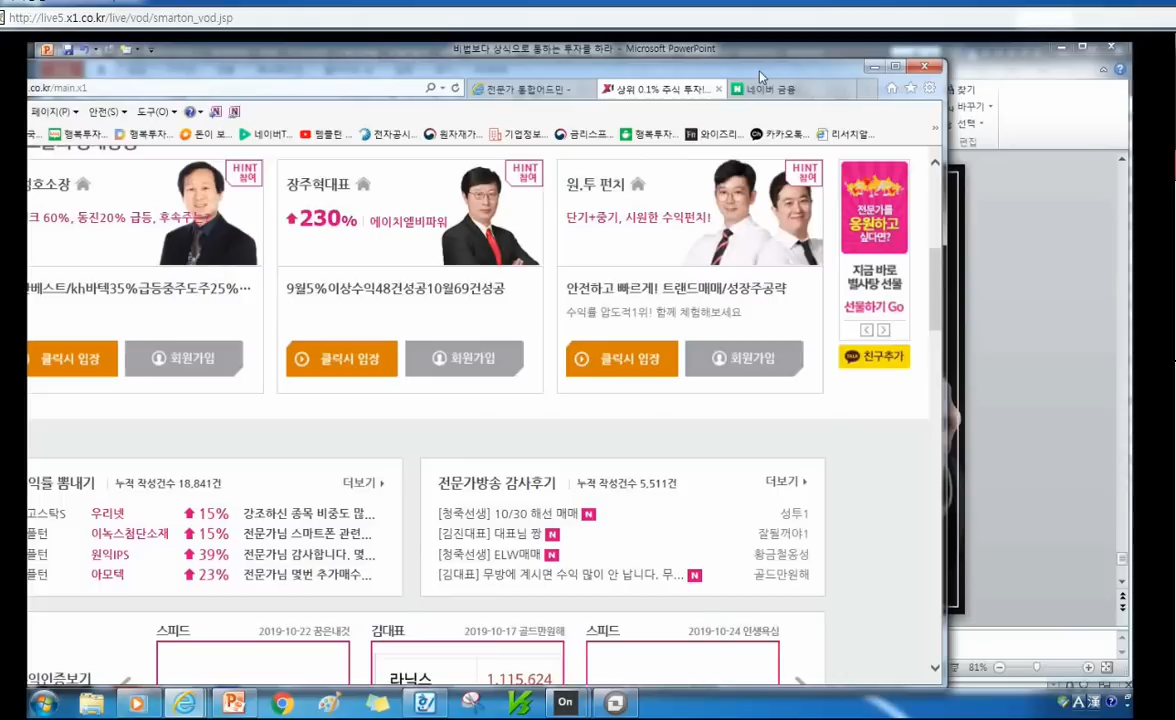 http://live5.x1.co.kr/live/vod/smarton_vod.jsp
비법보다 상식으로 통하는 투자를 하라 - Microsoft PowerPoint
.co.kr/main.x1
전문가 통합어드민 -
상위 0.1% 주식 투자!...
네이버 금융
찾기
바꾸기
선택
편집
페이지(P)
안전(S)
도구(O)
행복투자...
행복투자...
돈이 보...
네이버T...
템플턴 ...
전자공시...
원자재가...
기업정보...
금리스프...
행복투자...
와이즈리...
카카오톡...
리서치알...
HINT
참여
장주혁대표
HINT
참여
원.투 펀치
HINT
참여
크 60%, 동진20% 급등, 후속주는?
230% 에이치엘비파워
단기+중기, 시원한 수익펀치!
전문가를
응원하고
싶다면?
지금 바로
별사탕 선물
선물하기 Go
친구추가
베스트/kh바텍35%급등중주도주25%…
9월5%이상수익48건성공10월69건성공
안전하고 빠르게! 트랜드매매/성장주공략
수익률 압도적1위! 함께 체험해보세요
클릭시 입장
회원가입
클릭시 입장
회원가입
클릭시 입장
회원가입
익률 뽐내기
누적 작성건수 18,841건
더보기
전문가방송 감사후기
누적 작성건수 5,511건
더보기
고스탁S 우리넷 15% 강조하신 종목 비중도 많...
플턴 이녹스첨단소재 15% 전문가님 스마트폰 관련...
플턴 원익IPS 39% 전문가님 감사합니다. 몇...
플턴 아모텍 23% 전문가님 몇번 추가매수...
[청죽선생] 10/30 해선 매매 N 성투1
[김진대표] 대표님 짱 N 잘될꺼야1
[청죽선생] ELW매매 N 황금철옹성
[김대표] 무방에 계시면 수익 많이 안 납니다. 무... N 골드만원해
스피드 2019-10-22 꿈은내것
김대표 2019-10-17 골드만원해
스피드 2019-10-24 인생욕심
익인증보기
라닉스 1,115,624
81%
On
A 漢